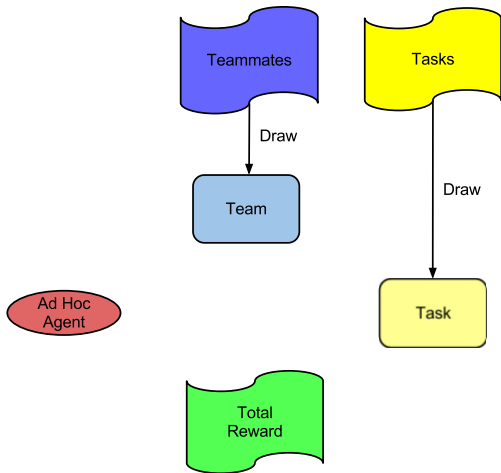 Teammates
Tasks
Draw
Draw
Team
Ad Hoc
Agent
Task
Total
Reward